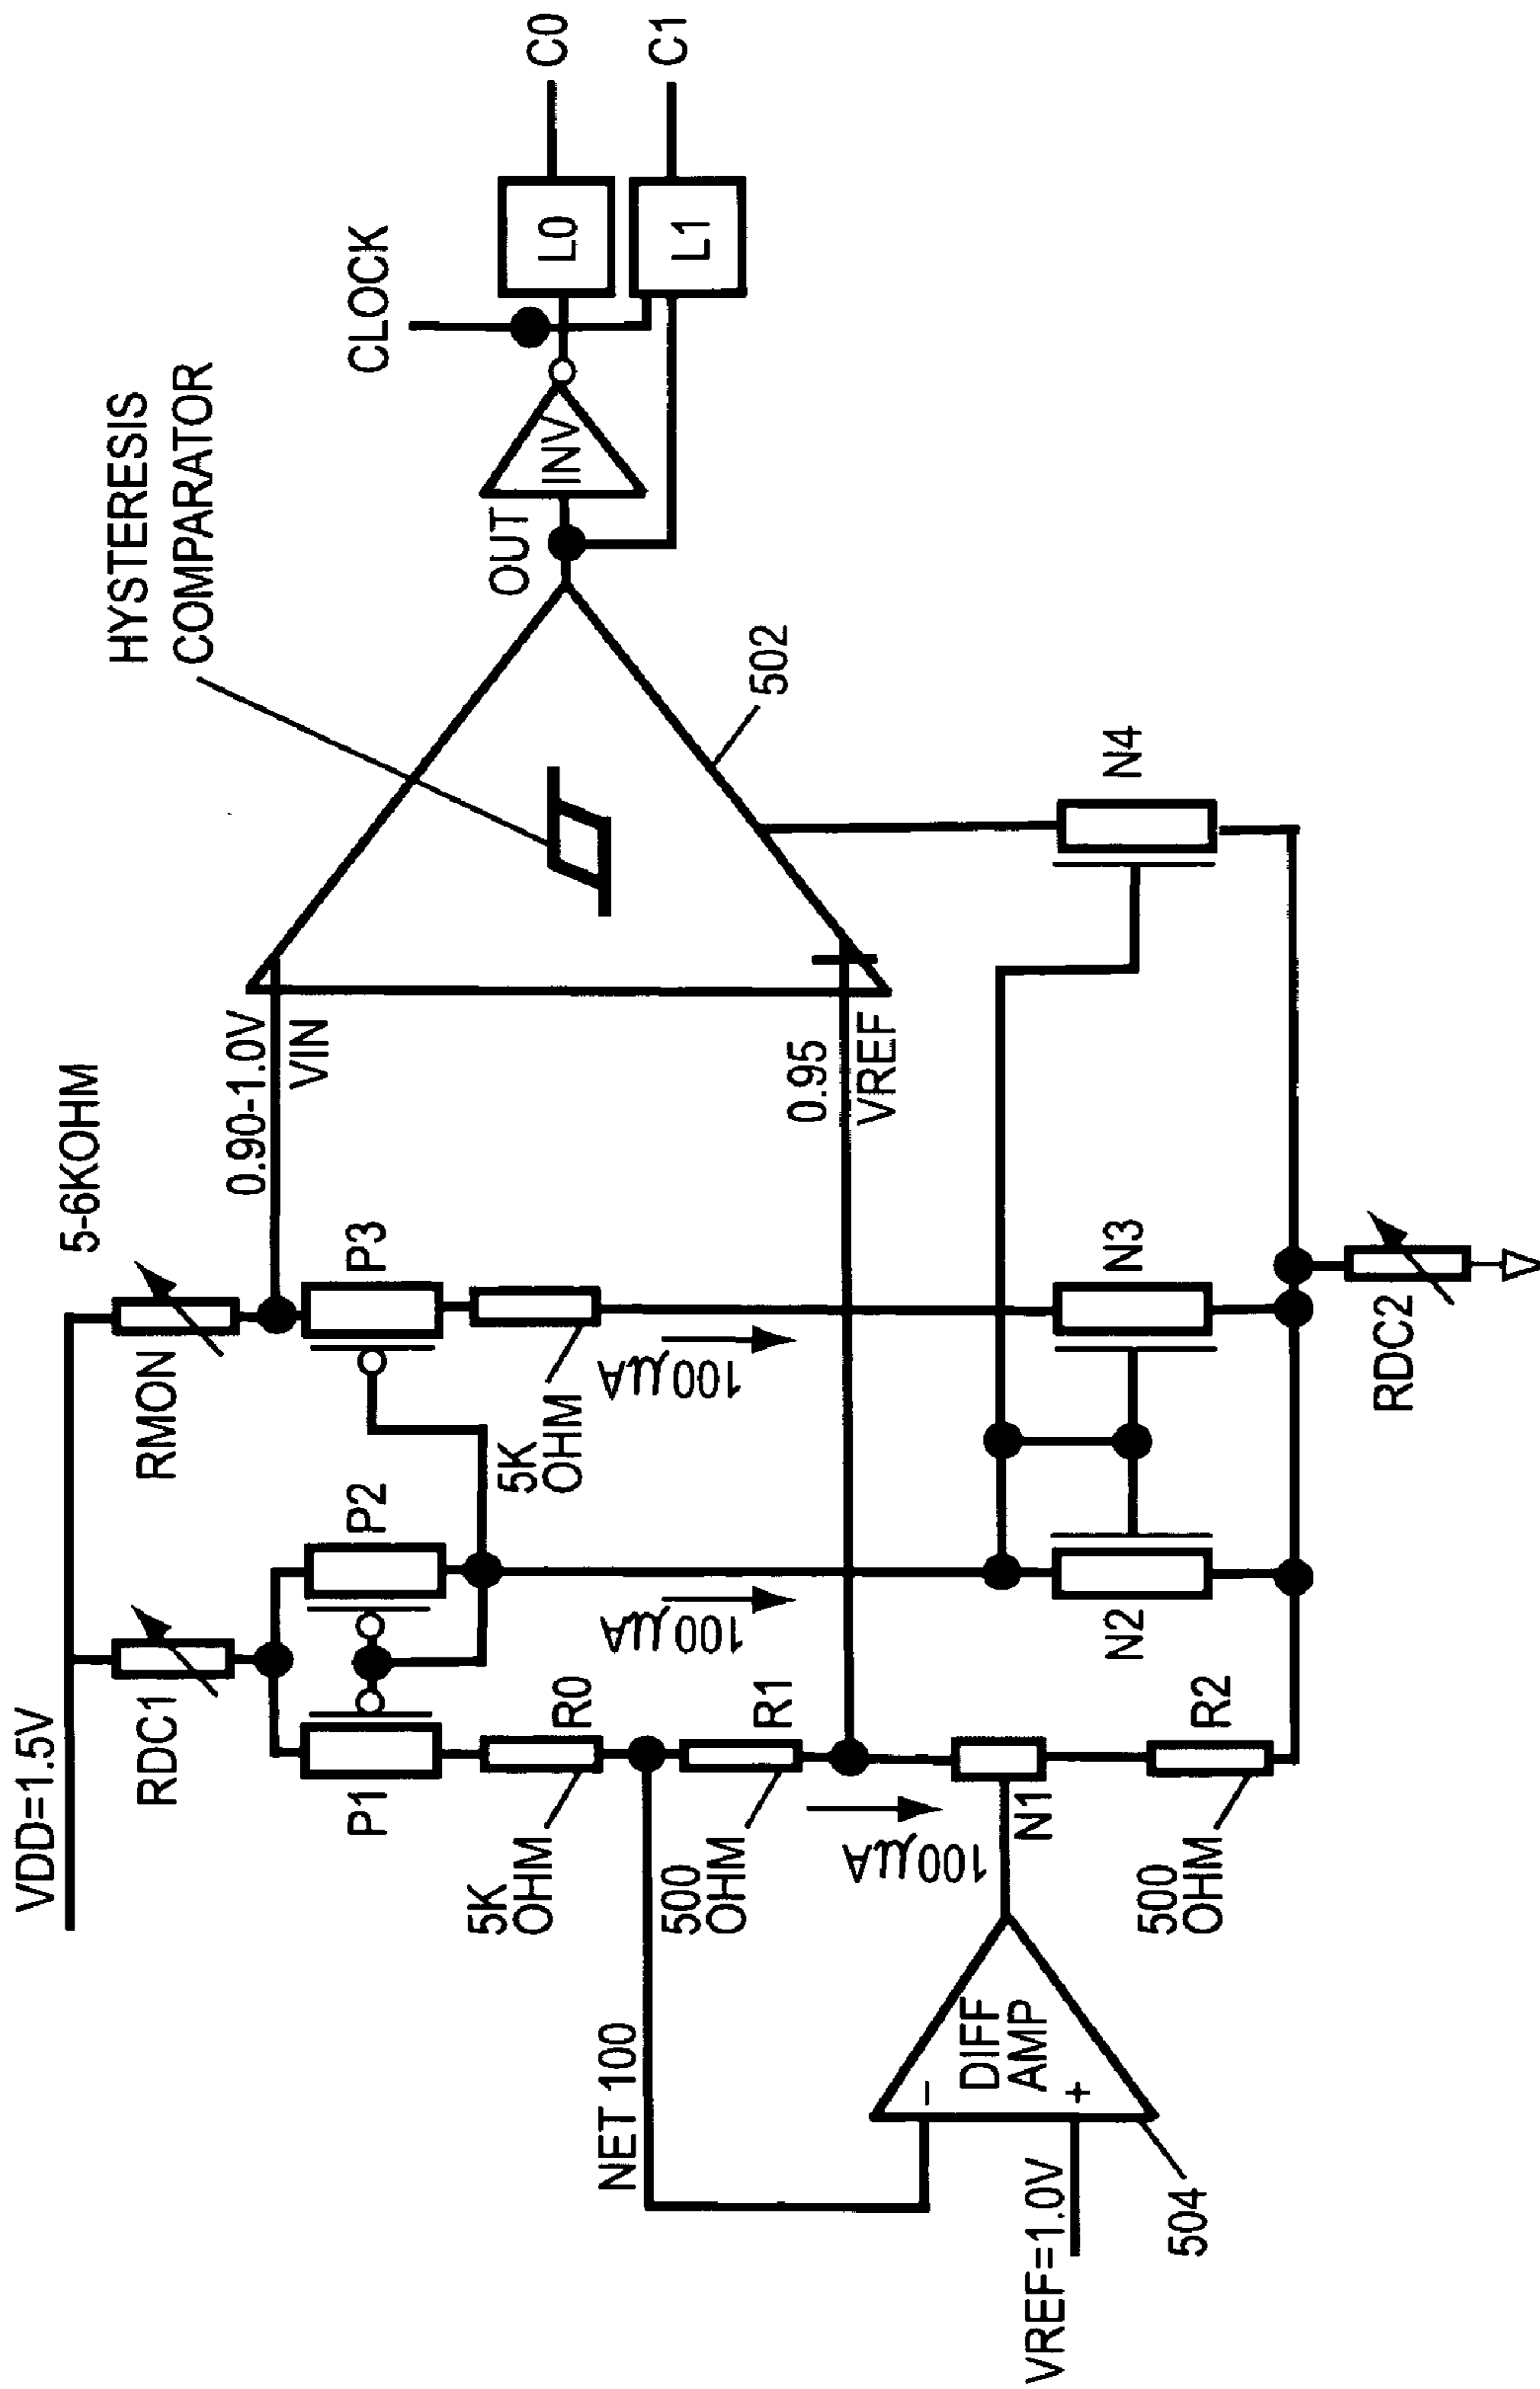 VDD=1.5V
RDC1
RMON
5-6KOHM
P1
P2
P3
0.90-1.0V
VIN
HYSTERESIS
COMPARATOR
CLOCK
C0
C1
L0
L1
INV
OUT
502
5K
OHM
R0
500
OHM
R1
5K
OHM
100μA
100μA
100μA
0.95
VREF
NET 100
DIFF
AMP
-
+
VREF=1.0V
504
N1
500
OHM
R2
N2
N3
N4
RDC2